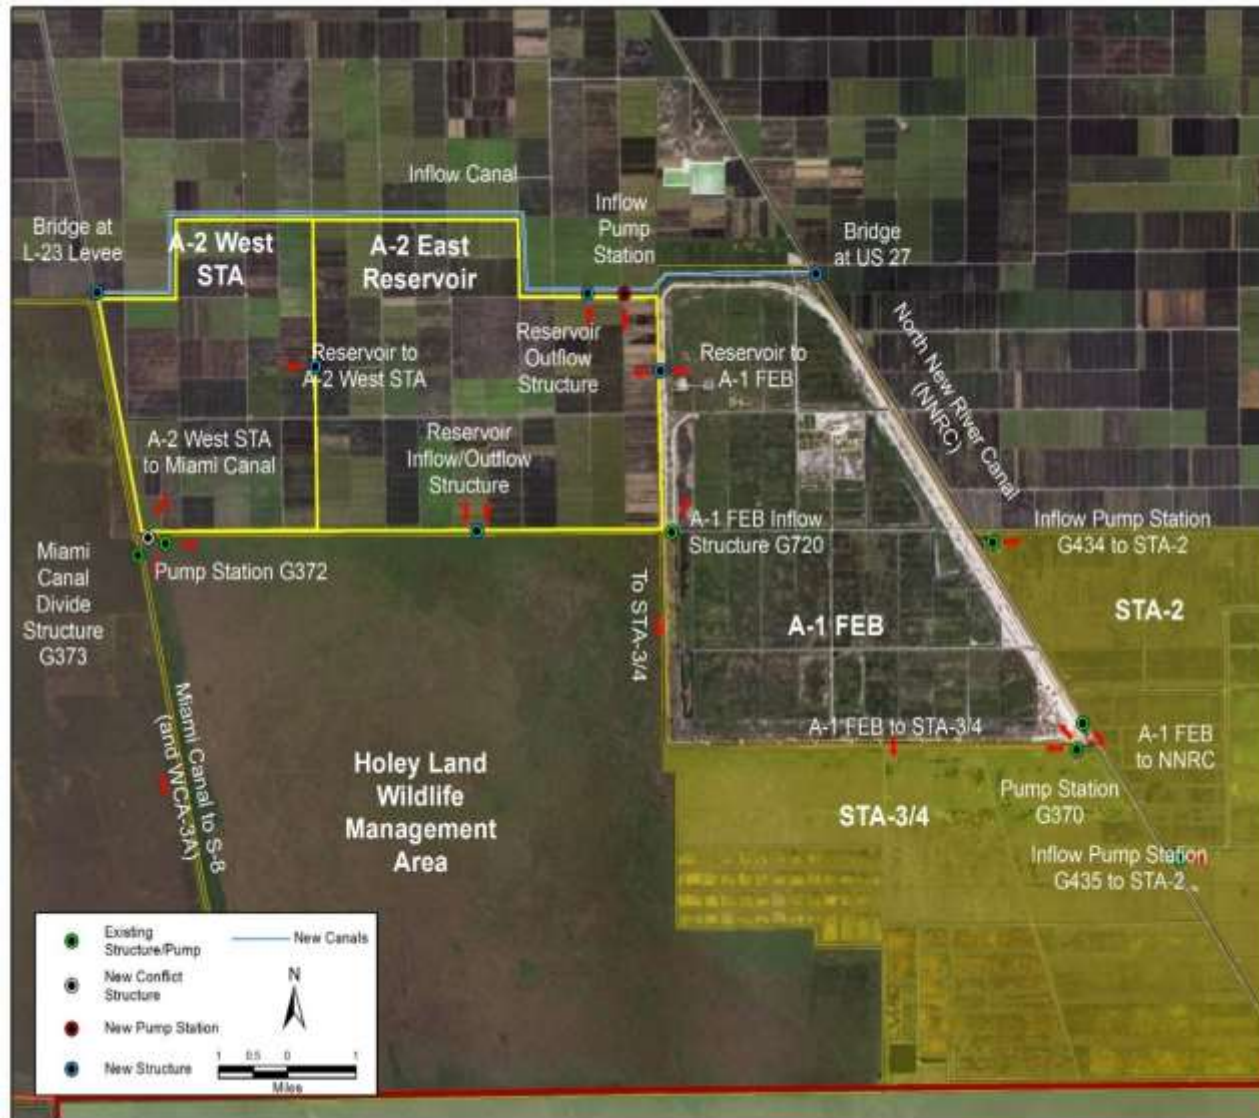 Inflow Canal
Inflow
Pump
Station
Bridge at
L-23 Levee
A-2 West
STA
A-2 East
Reservoir
Bridge
at US 27
North New River Canal
(NNRC)
Reservoir
Outflow
Structure
Reservoir to
A-2 West STA
Reservoir to
A-1 FEB
A-2 West STA
to Miami Canal
Reservoir
Inflow/Outflow
Structure
A-1 FEB Inflow
Structure G720
Inflow Pump Station
G434 to STA-2
Miami
Canal
Divide
Structure
G373
Pump Station G372
To STA-3/4
A-1 FEB
STA-2
Miami Canal to S-8
(and WCA-3A)
A-1 FEB to STA-3/4
A-1 FEB
to NNRC
Holey Land
Wildlife
Management
Area
Pump Station
G370
STA-3/4
Inflow Pump Station
G435 to STA-2
Existing
Structure/Pump
New Canals
New Conflict
Structure
N
New Pump Station
1 0.5 0 1
New Structure
Miles